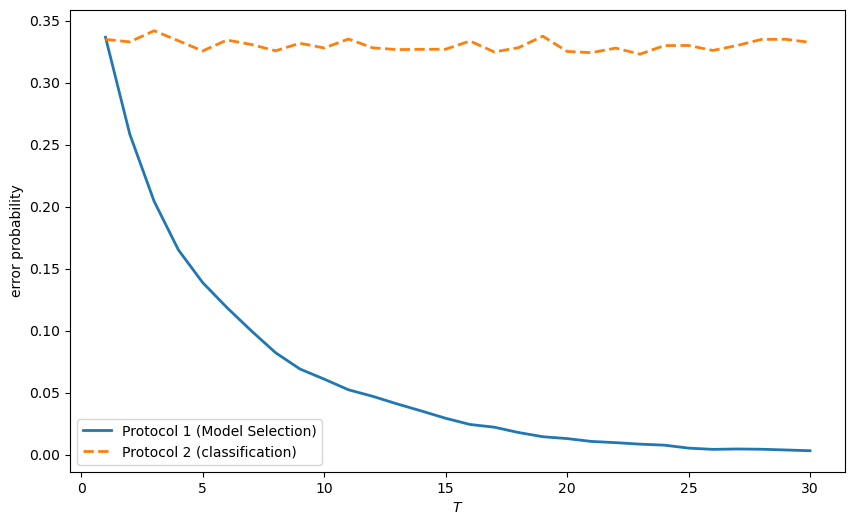 0.35
0.30
0.25
0.20
0.15
0.10
0.05
0.00
error probability
Protocol 1 (Model Selection)
Protocol 2 (classification)
0 5 10 15 20 25 30
T